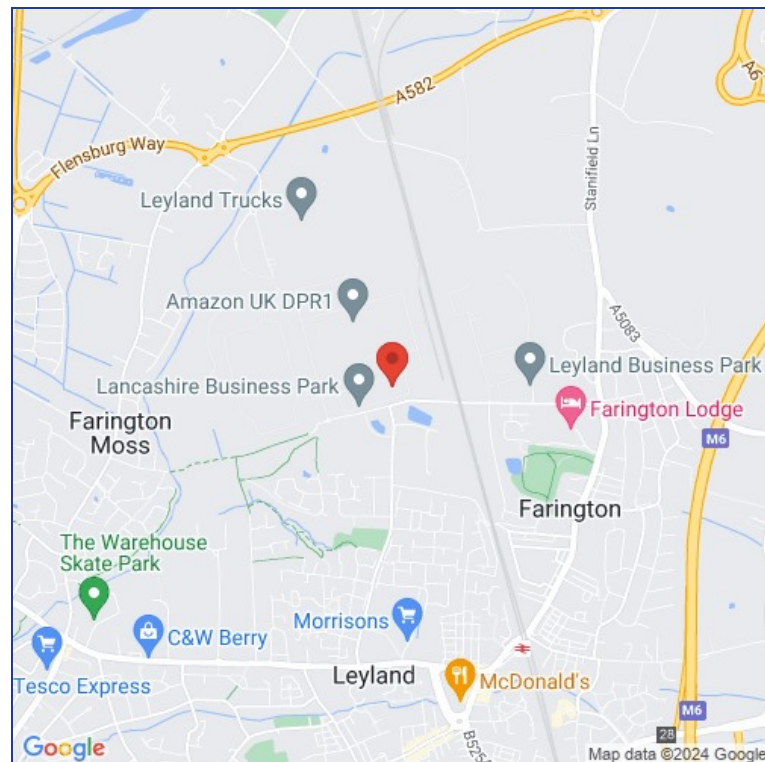 A582
A6
Flensburg Way
Stanifield Ln
Leyland Trucks
Amazon UK DPR1
A5083
Leyland Business Park
Lancashire Business Park
Farington Lodge
Farington
Moss
M6
Farington
The Warehouse
Skate Park
Morrisons
C&W Berry
Tesco Express
Leyland
McDonald's
M6
28
B5254
Google
Map data ©2024 Google